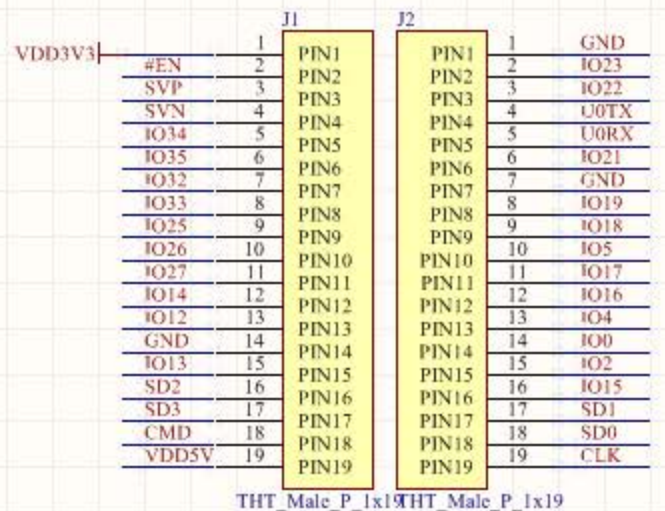 J1 J2
VDD3V3 1 PIN1 PIN1 1 GND
#EN 2 PIN2 PIN2 2 IO23
SVP 3 PIN3 PIN3 3 IO22
SVN 4 PIN4 PIN4 4 U0TX
IO34 5 PIN5 PIN5 5 U0RX
IO35 6 PIN6 PIN6 6 IO21
IO32 7 PIN7 PIN7 7 GND
IO33 8 PIN8 PIN8 8 IO19
IO25 9 PIN9 PIN9 9 IO18
IO26 10 PIN10 PIN10 10 IO5
IO27 11 PIN11 PIN11 11 IO17
IO14 12 PIN12 PIN12 12 IO16
IO12 13 PIN13 PIN13 13 IO4
GND 14 PIN14 PIN14 14 IO0
IO13 15 PIN15 PIN15 15 IO2
SD2 16 PIN16 PIN16 16 IO15
SD3 17 PIN17 PIN17 17 SD1
CMD 18 PIN18 PIN18 18 SD0
VDD5V 19 PIN19 PIN19 19 CLK
THT_Male_P_1x19 THT_Male_P_1x19